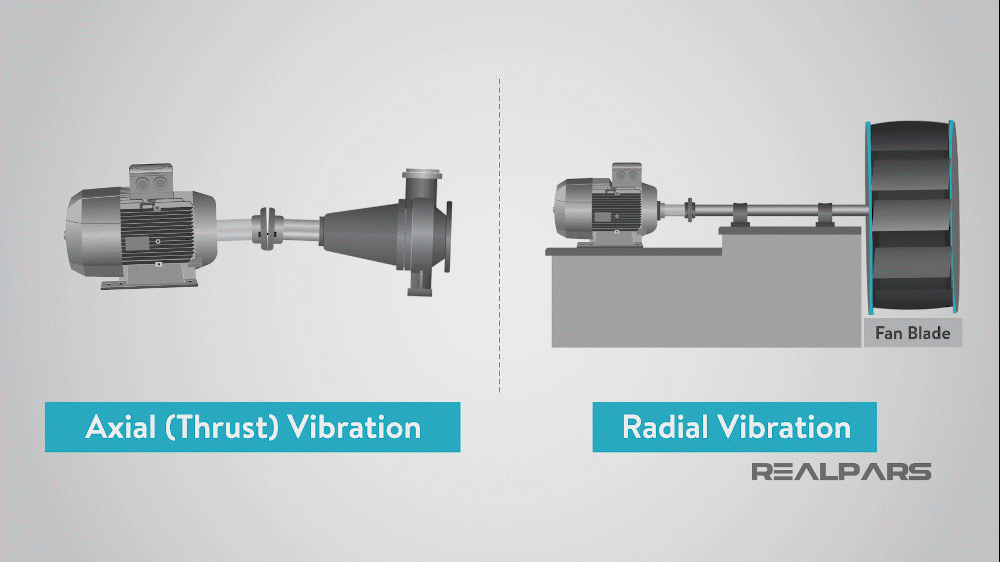 Fan Blade
Axial (Thrust) Vibration
Radial Vibration
REALPARS